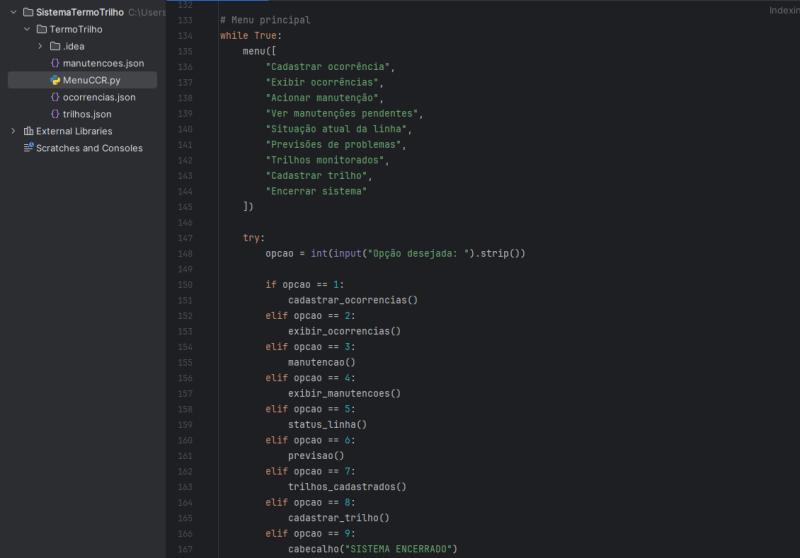 SistemaTermoTrilho C:\Users
TermoTrilho
.idea
manutencoes.json
MenuCCR.py
ocorrencias.json
trilhos.json
External Libraries
Scratches and Consoles
Indexin
132
133 # Menu principal
134 while True:
135 menu([
136 "Cadastrar ocorrência",
137 "Exibir ocorrências",
138 "Acionar manutenção",
139 "Ver manutenções pendentes",
140 "Situação atual da linha",
141 "Previsões de problemas",
142 "Trilhos monitorados",
143 "Cadastrar trilho",
144 "Encerrar sistema"
145 ])
146
147 try:
148 opcao = int(input("Opção desejada: ").strip())
149
150 if opcao == 1:
151 cadastrar_ocorrencias()
152 elif opcao == 2:
153 exibir_ocorrencias()
154 elif opcao == 3:
155 manutencao()
156 elif opcao == 4:
157 exibir_manutencoes()
158 elif opcao == 5:
159 status_linha()
160 elif opcao == 6:
161 previsao()
162 elif opcao == 7:
163 trilhos_cadastrados()
164 elif opcao == 8:
165 cadastrar_trilho()
166 elif opcao == 9:
167 cabecalho("SISTEMA ENCERRADO")